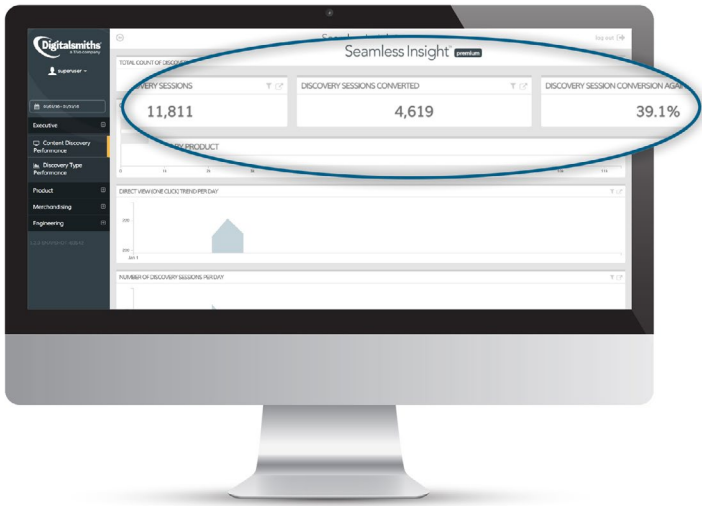 Digitalsmiths
a TiVo company
superuser
Executive
Content Discovery
Performance
Discovery Type
Performance
Product
Merchandising
Engineering
log out
Seamless Insight premium
TOTAL COUNT OF DISCOVE
VERY SESSIONS
11,811
DISCOVERY SESSIONS CONVERTED
4,619
DISCOVERY SESSION CONVERSION AGAI
39.1%
Y PRODUCT
DIRECT VIEW (ONE CLICK) TREND PER DAY
NUMBER OF DISCOVERY SESSIONS PER DAY